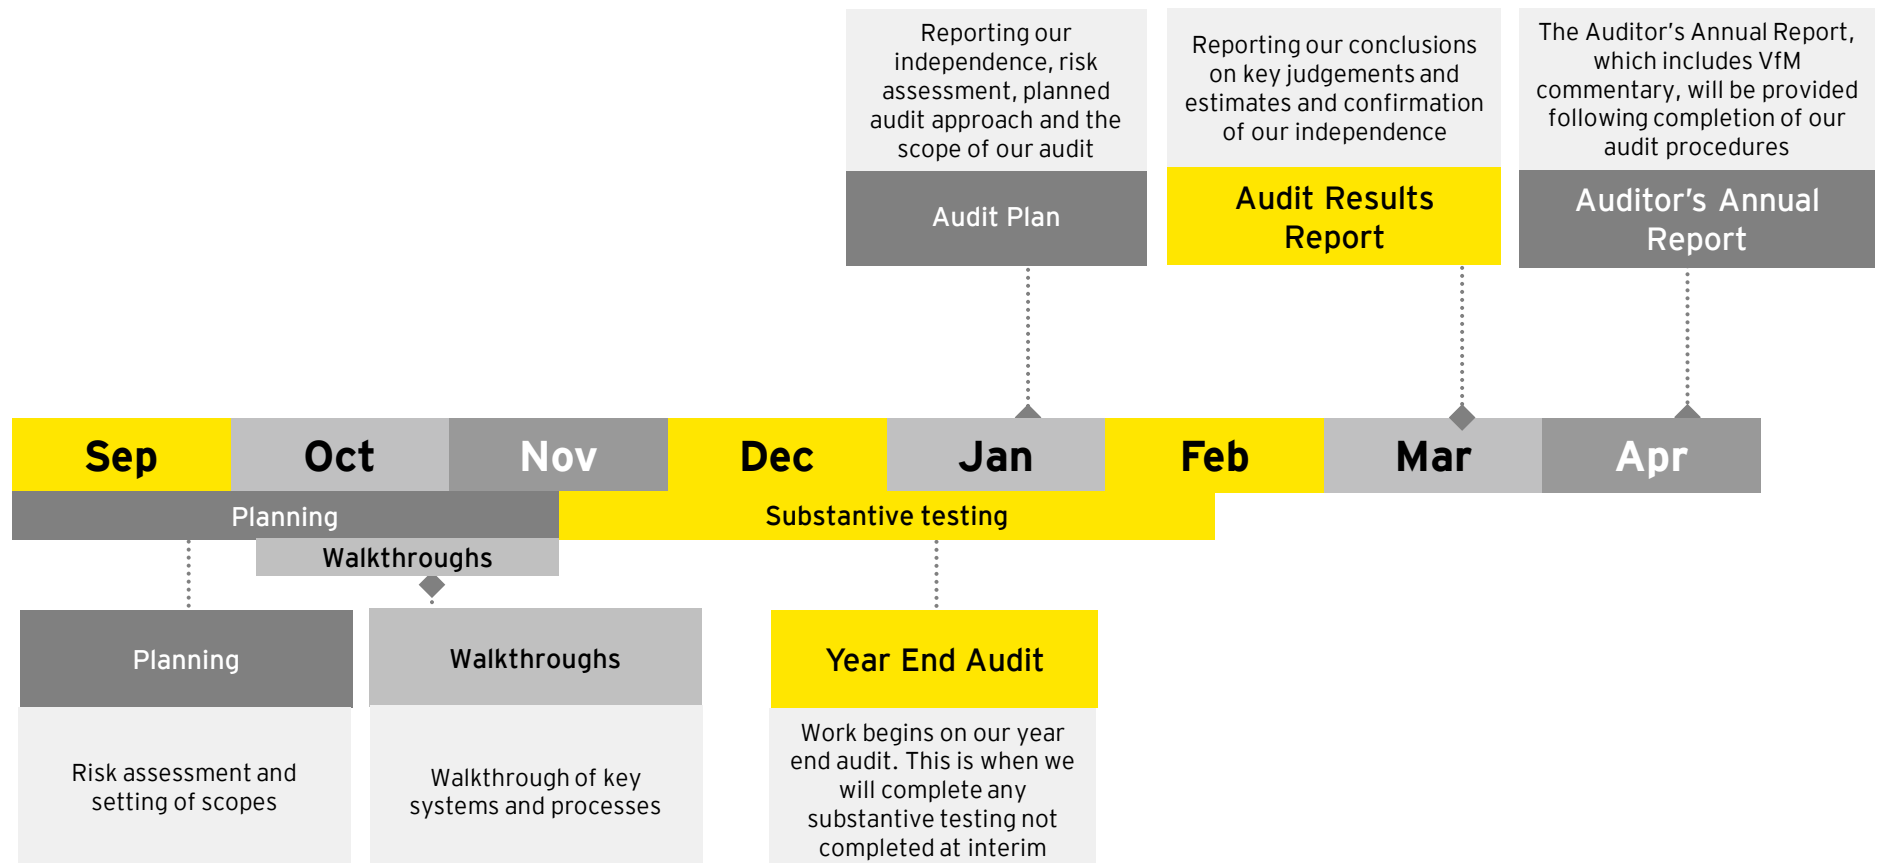 Reporting our
independence, risk
assessment, planned
audit approach and the
scope of our audit
Audit Plan
Reporting our conclusions
on key judgements and
estimates and confirmation
of our independence
Audit Results
Report
The Auditor’s Annual Report,
which includes VfM
commentary, will be provided
following completion of our
audit procedures
Auditor’s Annual
Report
Sep
Oct
Nov
Dec
Jan
Feb
Mar
Apr
Planning
Substantive testing
Walkthroughs
Planning
Risk assessment and
setting of scopes
Walkthroughs
Walkthrough of key
systems and processes
Year End Audit
Work begins on our year
end audit. This is when we
will complete any
substantive testing not
completed at interim